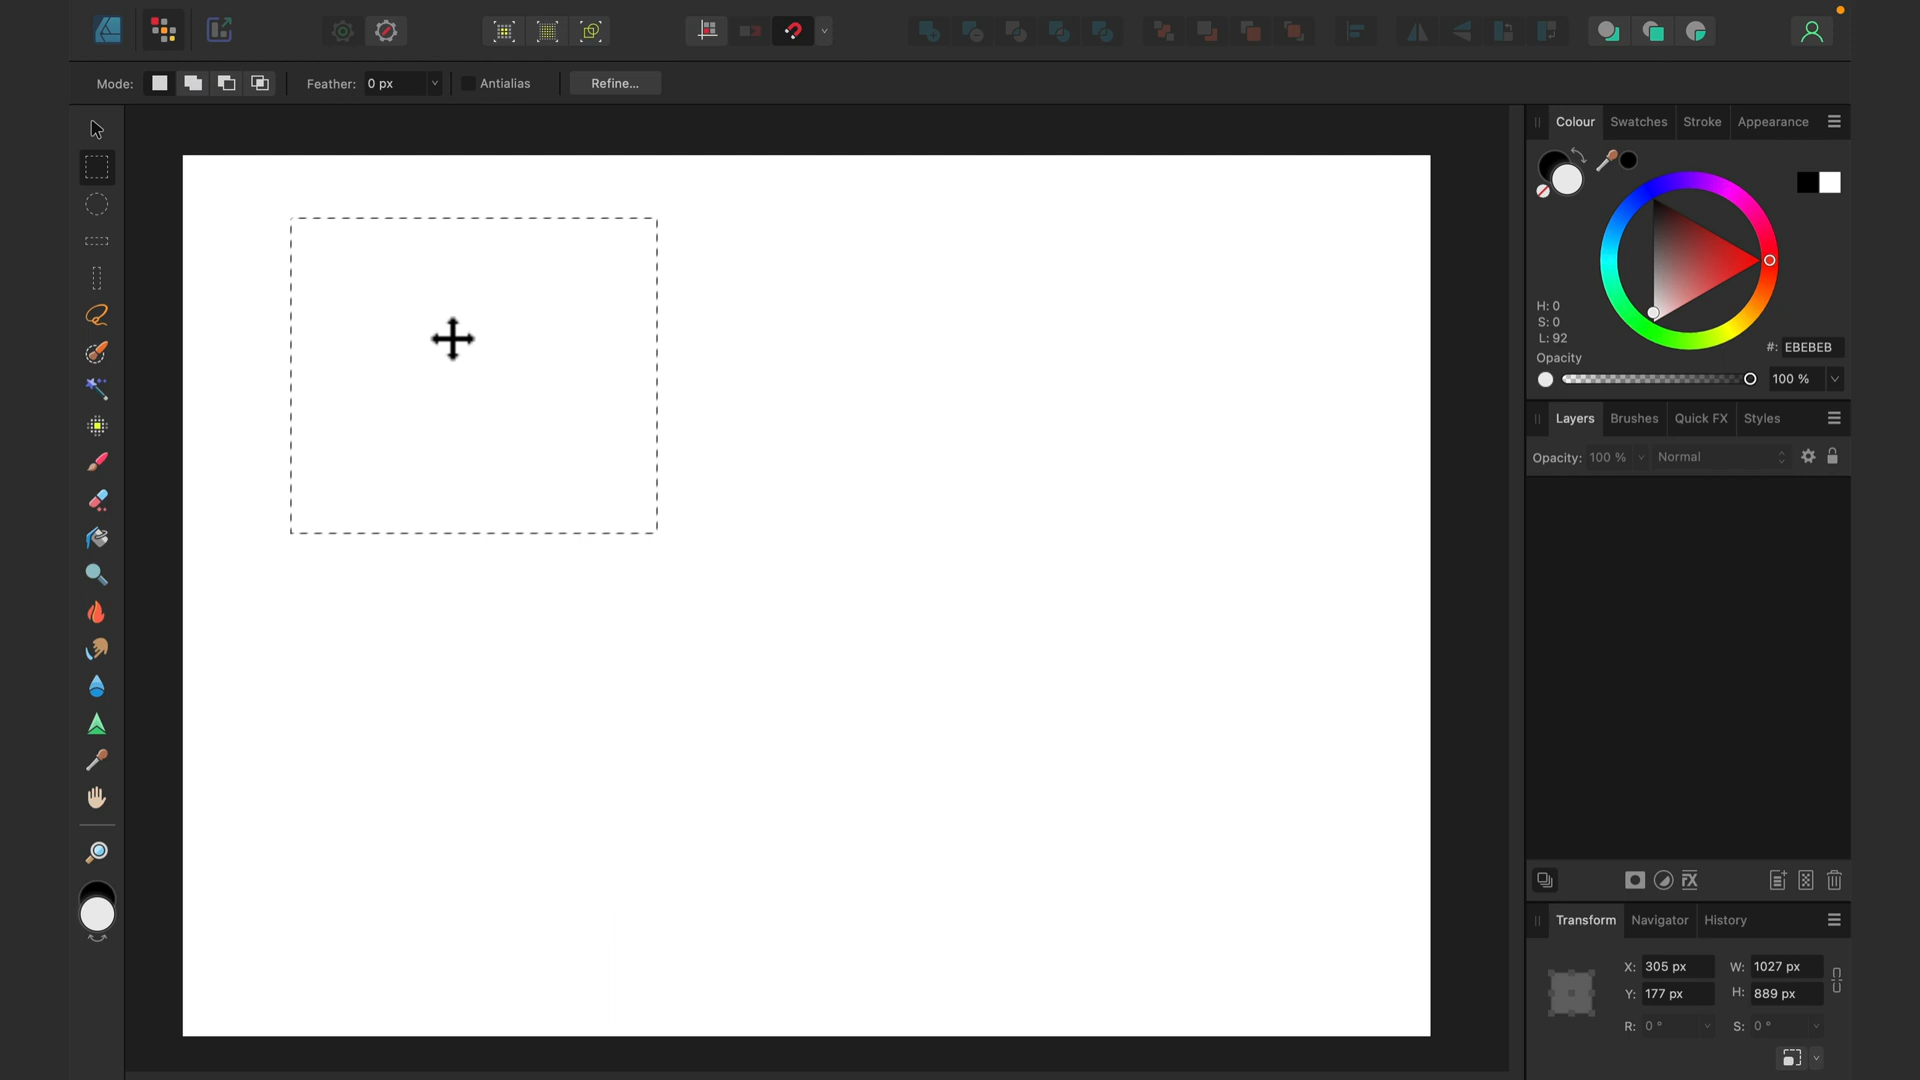 Mode: Feather: 0 px Antialias Refine...
Colour Swatches Stroke Appearance
H: 0
S: 0
L: 92
#: EBEBEB
Opacity
100 %
Layers Brushes Quick FX Styles
Opacity: 100 % Normal
FX
Transform Navigator History
X: 305 px W: 1027 px
Y: 177 px H: 889 px
R: 0 ° S: 0 °